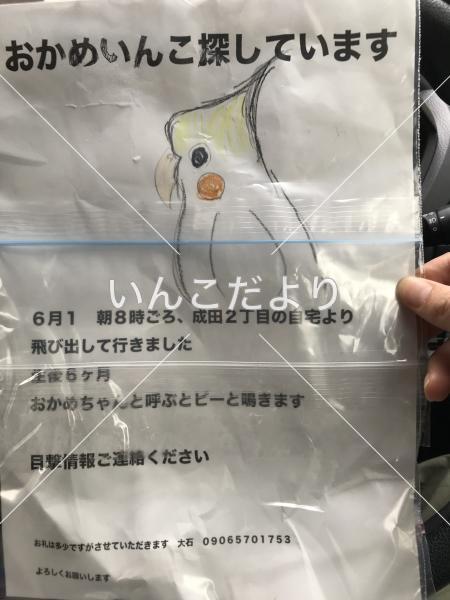 おかめいんこ探しています
いんこだより
6月1　朝8時ごろ、成田2丁目の自宅より
飛び出して行きました
生後6ヶ月
おかめちゃんと呼ぶとピーと鳴きます
目撃情報ご連絡ください
お礼は多少ですがさせていただきます　大石　09065701753
よろしくお願いします